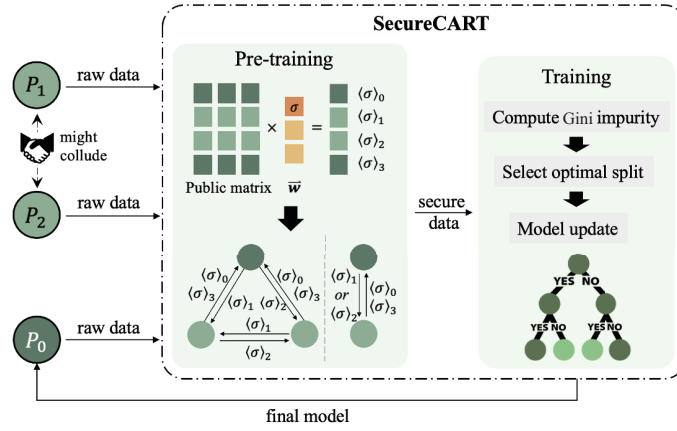 SecureCART
Pre-training
Training
P1
raw data
might
collude
P2
raw data
P0
raw data
σ
×
=
⟨σ⟩0
⟨σ⟩1
⟨σ⟩2
⟨σ⟩3
Public matrix
w⃗
⟨σ⟩0
⟨σ⟩3
⟨σ⟩1
⟨σ⟩2
⟨σ⟩0
⟨σ⟩3
⟨σ⟩1
⟨σ⟩2
⟨σ⟩1
or
⟨σ⟩2
⟨σ⟩0
⟨σ⟩3
secure
data
Compute Gini impurity
Select optimal split
Model update
YES NO
YES NO
YES NO
final model